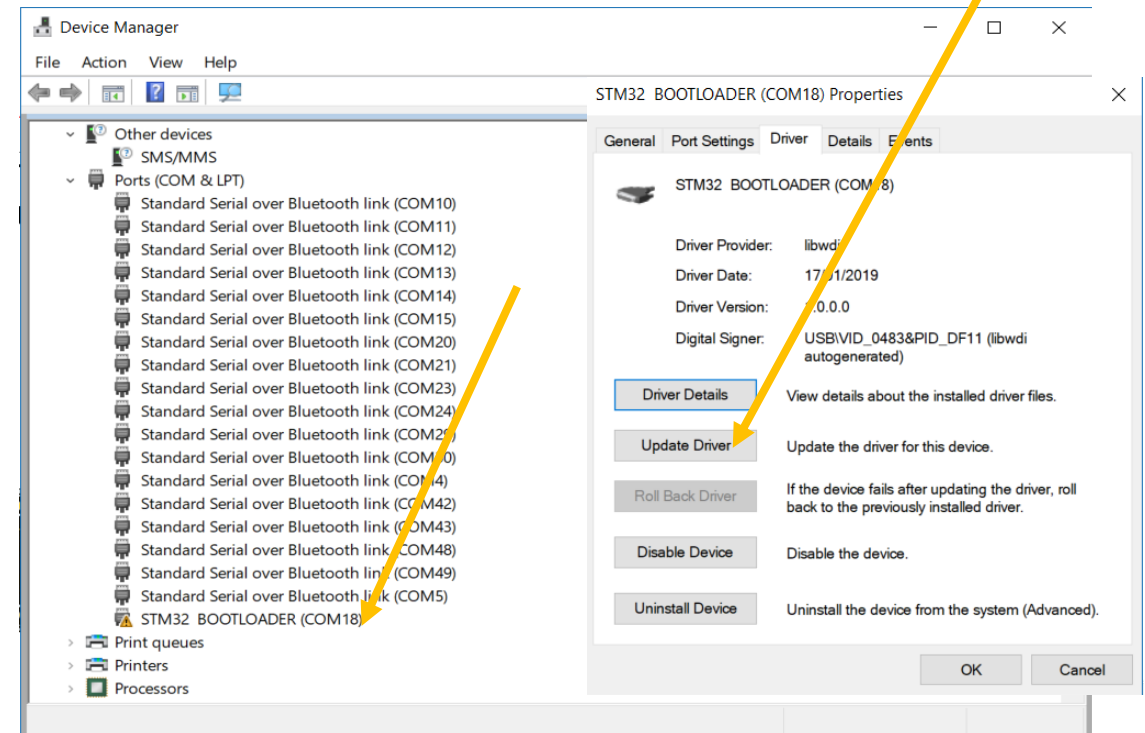 Device Manager
File Action View Help
Other devices
SMS/MMS
Ports (COM & LPT)
Standard Serial over Bluetooth link (COM10)
Standard Serial over Bluetooth link (COM11)
Standard Serial over Bluetooth link (COM12)
Standard Serial over Bluetooth link (COM13)
Standard Serial over Bluetooth link (COM14)
Standard Serial over Bluetooth link (COM15)
Standard Serial over Bluetooth link (COM20)
Standard Serial over Bluetooth link (COM21)
Standard Serial over Bluetooth link (COM23)
Standard Serial over Bluetooth link (COM24)
Standard Serial over Bluetooth link
Standard Serial over Bluetooth link
Standard Serial over Bluetooth link (COM4)
Standard Serial over Bluetooth link (COM42)
Standard Serial over Bluetooth link (COM43)
Standard Serial over Bluetooth link (COM48)
Standard Serial over Bluetooth link (COM49)
Standard Serial over Bluetooth link (COM5)
STM32 BOOTLOADER (COM18)
Print queues
Printers
Processors
STM32 BOOTLOADER (COM18) Properties
General Port Settings Driver Details Events
STM32 BOOTLOADER (COM18)
Driver Provider: libwdi
Driver Date: 17/01/2019
Driver Version:
Digital Signer: USB\VID_0483&PID_DF11 (libwdi
autogenerated)
Driver Details View details about the installed driver files.
Update Driver Update the driver for this device.
Roll Back Driver If the device fails after updating the driver, roll
back to the previously installed driver.
Disable Device Disable the device.
Uninstall Device Uninstall the device from the system (Advanced).
OK Cancel